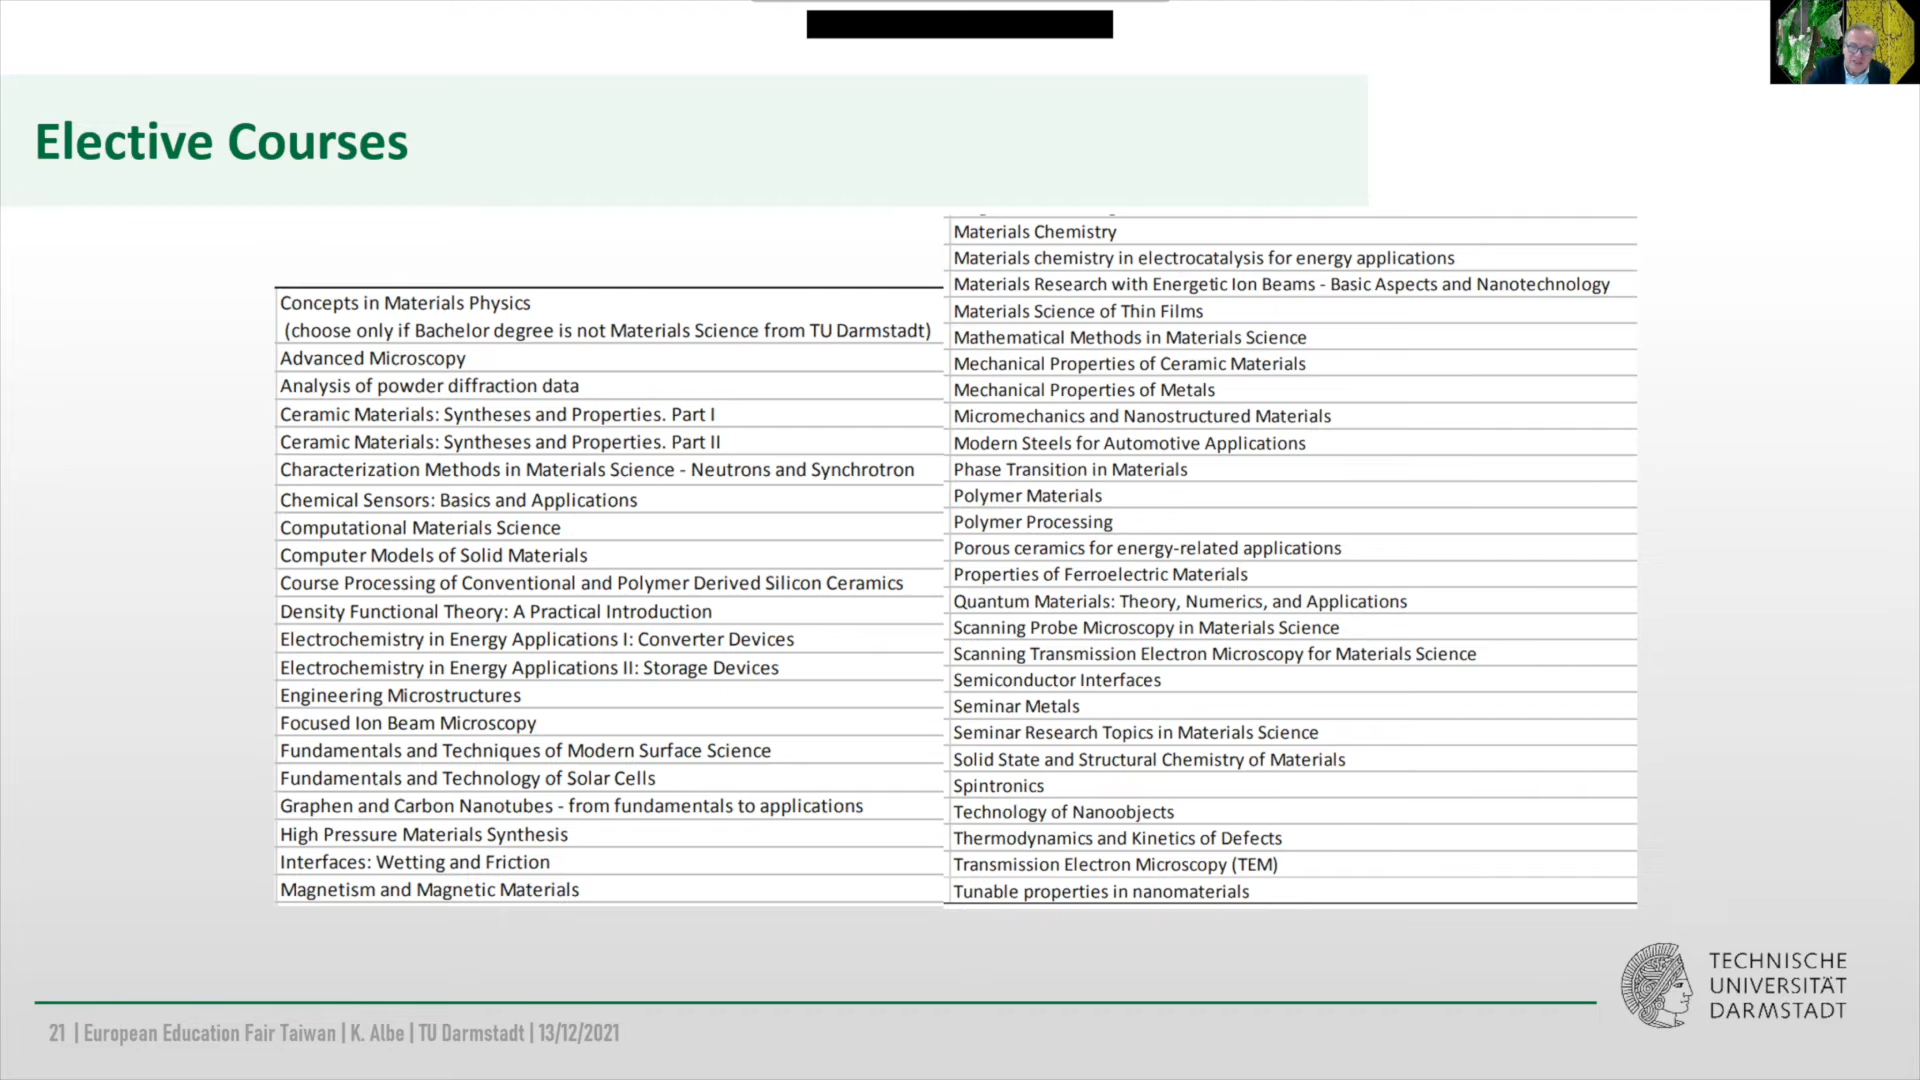 Elective Courses
Concepts in Materials Physics
(choose only if Bachelor degree is not Materials Science from TU Darmstadt)
Advanced Microscopy
Analysis of powder diffraction data
Ceramic Materials: Syntheses and Properties. Part I
Ceramic Materials: Syntheses and Properties. Part II
Characterization Methods in Materials Science - Neutrons and Synchrotron
Chemical Sensors: Basics and Applications
Computational Materials Science
Computer Models of Solid Materials
Course Processing of Conventional and Polymer Derived Silicon Ceramics
Density Functional Theory: A Practical Introduction
Electrochemistry in Energy Applications I: Converter Devices
Electrochemistry in Energy Applications II: Storage Devices
Engineering Microstructures
Focused Ion Beam Microscopy
Fundamentals and Techniques of Modern Surface Science
Fundamentals and Technology of Solar Cells
Graphen and Carbon Nanotubes - from fundamentals to applications
High Pressure Materials Synthesis
Interfaces: Wetting and Friction
Magnetism and Magnetic Materials
Materials Chemistry
Materials chemistry in electrocatalysis for energy applications
Materials Research with Energetic Ion Beams - Basic Aspects and Nanotechnology
Materials Science of Thin Films
Mathematical Methods in Materials Science
Mechanical Properties of Ceramic Materials
Mechanical Properties of Metals
Micromechanics and Nanostructured Materials
Modern Steels for Automotive Applications
Phase Transition in Materials
Polymer Materials
Polymer Processing
Porous ceramics for energy-related applications
Properties of Ferroelectric Materials
Quantum Materials: Theory, Numerics, and Applications
Scanning Probe Microscopy in Materials Science
Scanning Transmission Electron Microscopy for Materials Science
Semiconductor Interfaces
Seminar Metals
Seminar Research Topics in Materials Science
Solid State and Structural Chemistry of Materials
Spintronics
Technology of Nanoobjects
Thermodynamics and Kinetics of Defects
Transmission Electron Microscopy (TEM)
Tunable properties in nanomaterials
TECHNISCHE
UNIVERSITÄT
DARMSTADT
21 | European Education Fair Taiwan | K. Albe | TU Darmstadt | 13/12/2021